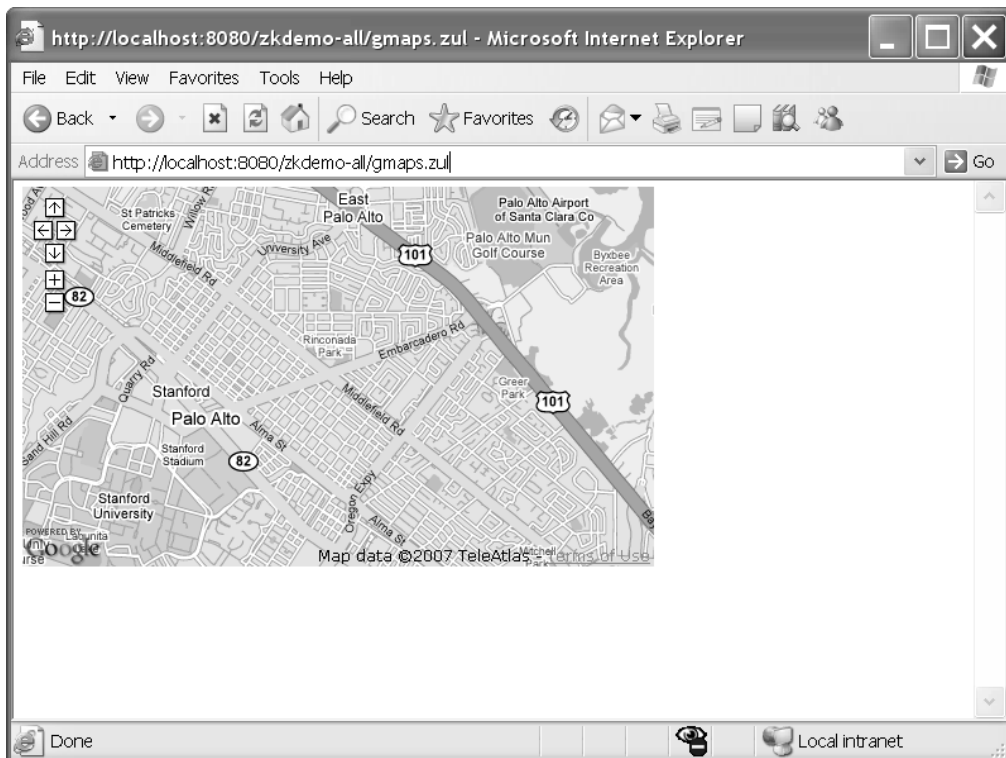 http://localhost:8080/zkdemo-all/gmaps.zul - Microsoft Internet Explorer
File Edit View Favorites Tools Help
Back Search Favorites
Address http://localhost:8080/zkdemo-all/gmaps.zul Go
St Patricks
Cemetery
Willow Rd
Middlefield Rd
University Ave
East
Palo Alto
101
Palo Alto Airport
of Santa Clara Co
Palo Alto Mun
Golf Course
Byxbee
Recreation
Area
82
Rinconada
Park
Embarcadero Rd
Quarry Rd
Stanford
Palo Alto
Middlefield Rd
Greer
Park
101
Sand Hill Rd
Alma St
Stanford
Stadium
82
Stanford
University
Oregon Expy
Alma St
POWERED BY
Google
Lagunita
Mitchell
Park
Map data ©2007 TeleAtlas - Terms of Use
Done Local intranet